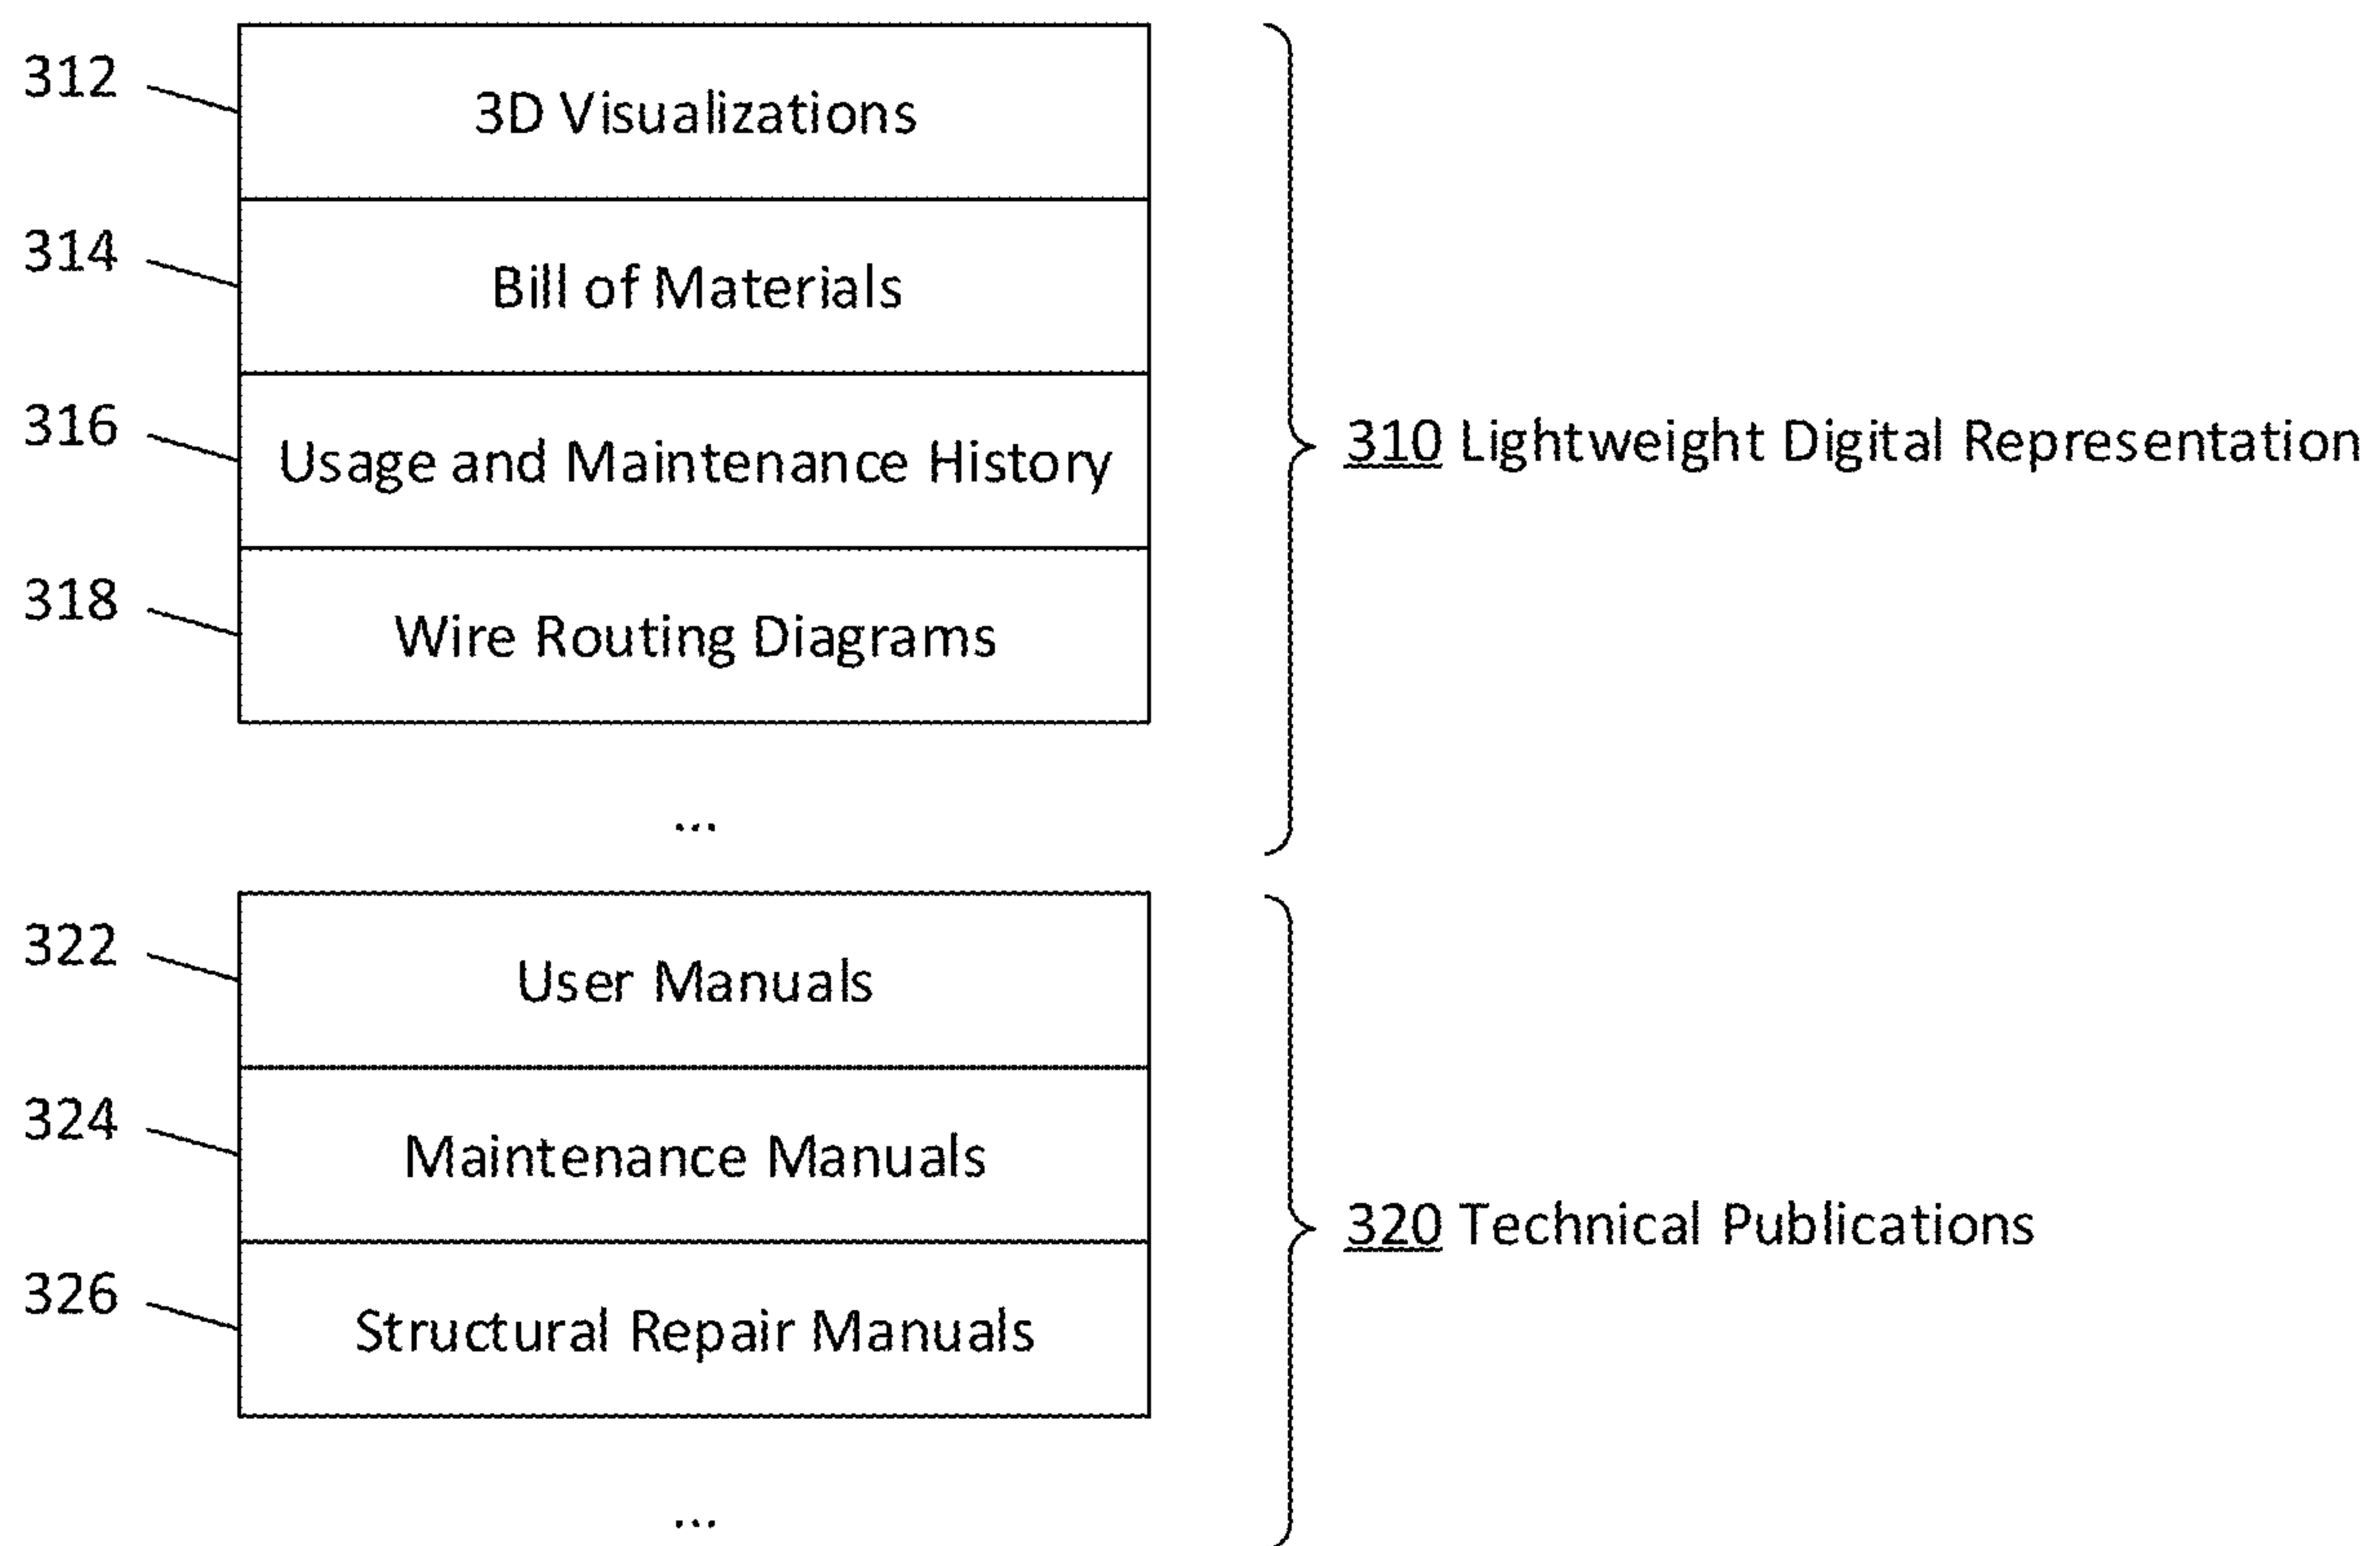 312
3D Visualizations
314
Bill of Materials
316
Usage and Maintenance History
310 Lightweight Digital Representation
318
Wire Routing Diagrams
...
322
User Manuals
324
Maintenance Manuals
320 Technical Publications
326
Structural Repair Manuals
...